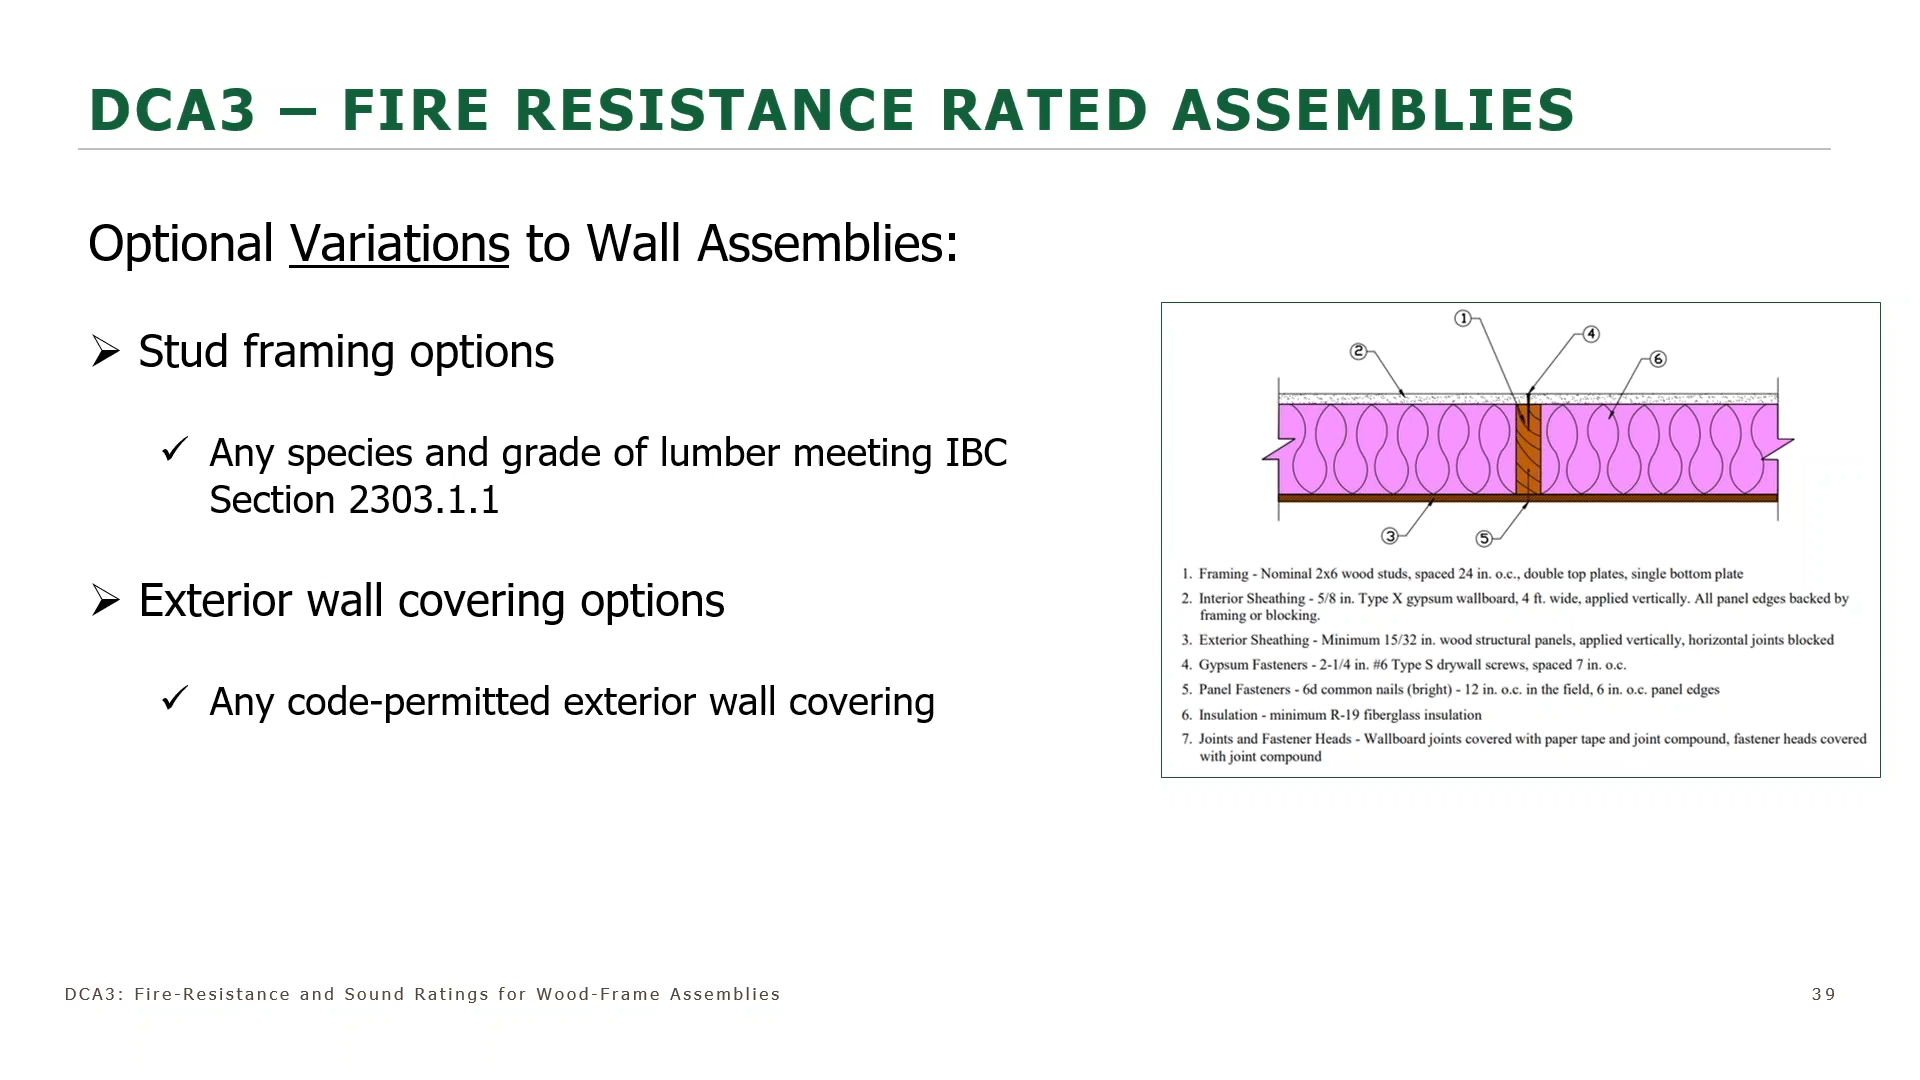 DCA3 – FIRE RESISTANCE RATED ASSEMBLIES
Optional Variations to Wall Assemblies:
➢ Stud framing options
✓ Any species and grade of lumber meeting IBC
Section 2303.1.1
➢ Exterior wall covering options
✓ Any code-permitted exterior wall covering
1
4
2
6
3
5
1. Framing - Nominal 2x6 wood studs, spaced 24 in. o.c., double top plates, single bottom plate
2. Interior Sheathing - 5/8 in. Type X gypsum wallboard, 4 ft. wide, applied vertically. All panel edges backed by
framing or blocking.
3. Exterior Sheathing - Minimum 15/32 in. wood structural panels, applied vertically, horizontal joints blocked
4. Gypsum Fasteners - 2-1/4 in. #6 Type S drywall screws, spaced 7 in. o.c.
5. Panel Fasteners - 6d common nails (bright) - 12 in. o.c. in the field, 6 in. o.c. panel edges
6. Insulation - minimum R-19 fiberglass insulation
7. Joints and Fastener Heads - Wallboard joints covered with paper tape and joint compound, fastener heads covered
with joint compound
DCA3: Fire-Resistance and Sound Ratings for Wood-Frame Assemblies
39